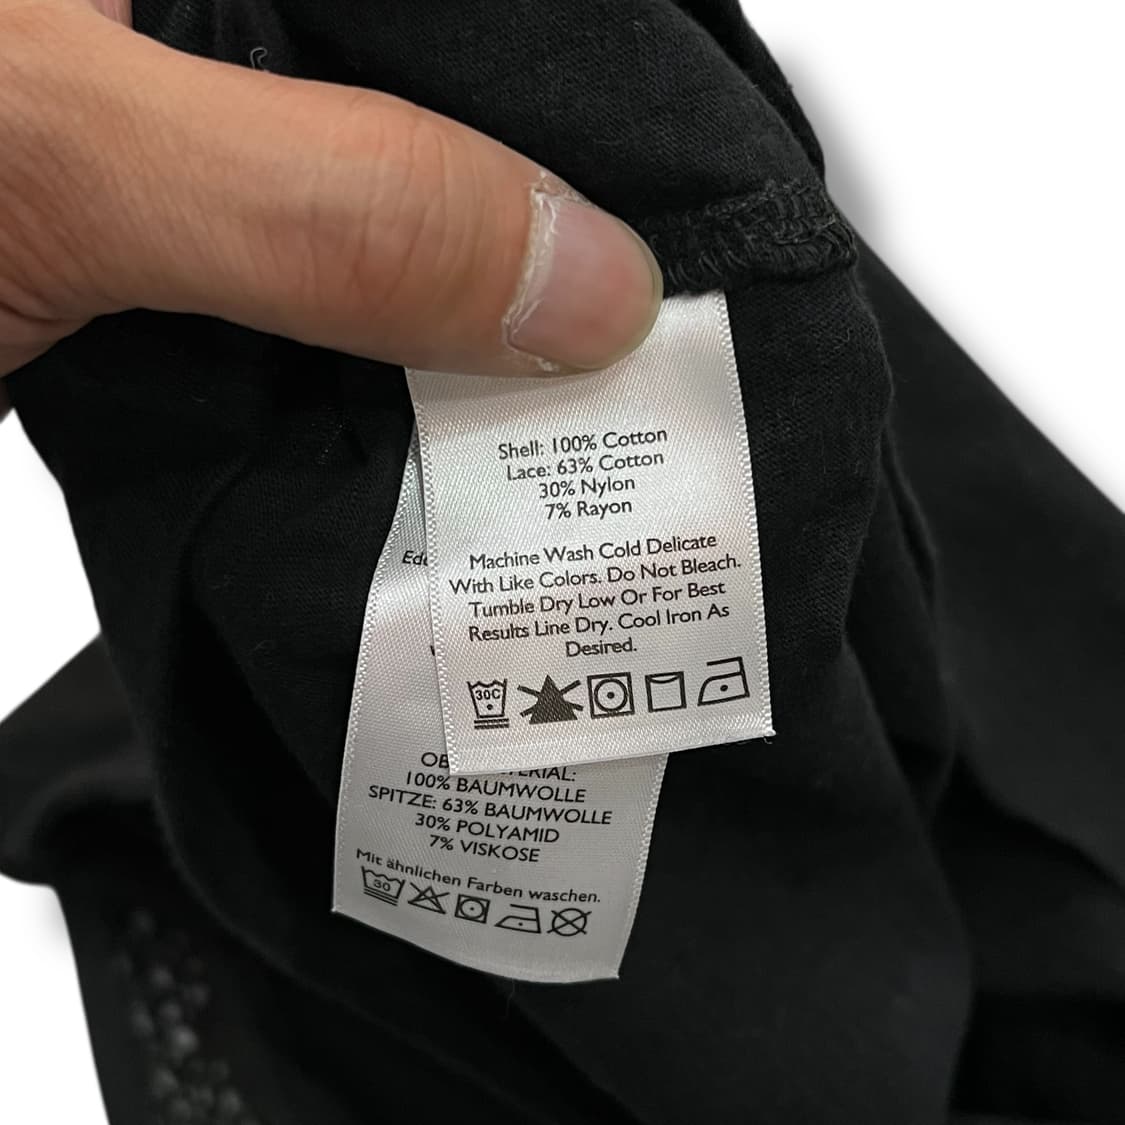 Shell: 100% Cotton
Lace: 63% Cotton
30% Nylon
7% Rayon
Machine Wash Cold Delicate
With Like Colors. Do Not Bleach.
Tumble Dry Low Or For Best
Results Line Dry. Cool Iron As
Desired.
30C
100% BAUMWOLLE
SPITZE: 63% BAUMWOLLE
30% POLYAMID
7% VISKOSE
Mit ähnlichen Farben waschen.
30